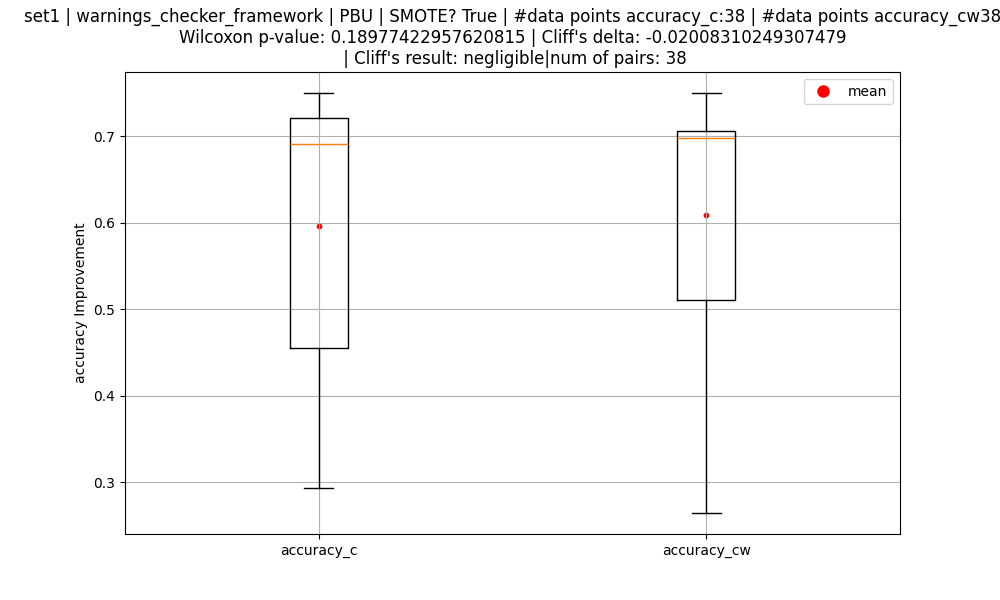 set1 | warnings_checker_framework | PBU | SMOTE? True | #data points accuracy_c:38 | #data points accuracy_cw38
Wilcoxon p-value: 0.18977422957620815 | Cliff's delta: -0.02008310249307479
| Cliff's result: negligible|num of pairs: 38
mean
0.7
0.6
0.5
0.4
0.3
accuracy Improvement
accuracy_c
accuracy_cw